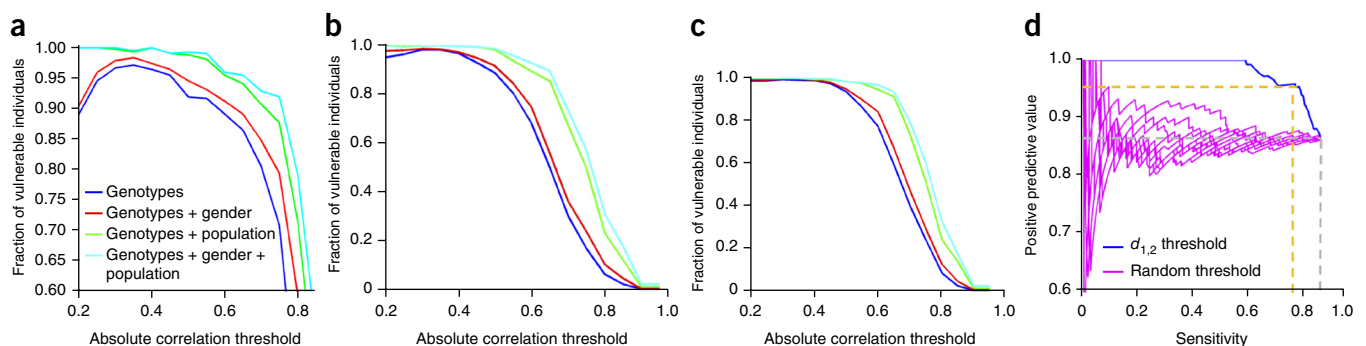 a
Fraction of vulnerable individuals
1.00
0.95
0.90
0.85
0.80
0.75
0.70
0.65
0.60
Genotypes
Genotypes + gender
Genotypes + population
Genotypes + gender +
population
0.2 0.4 0.6 0.8
Absolute correlation threshold
b
Fraction of vulnerable individuals
1.0
0.8
0.6
0.4
0.2
0
0.2 0.4 0.6 0.8 1.0
Absolute correlation threshold
c
Fraction of vulnerable individuals
1.0
0.8
0.6
0.4
0.2
0
0.2 0.4 0.6 0.8 1.0
Absolute correlation threshold
d
Positive predictive value
1.0
0.9
0.8
0.7
0.6
d1,2 threshold
Random threshold
0 0.2 0.4 0.6 0.8 1.0
Sensitivity